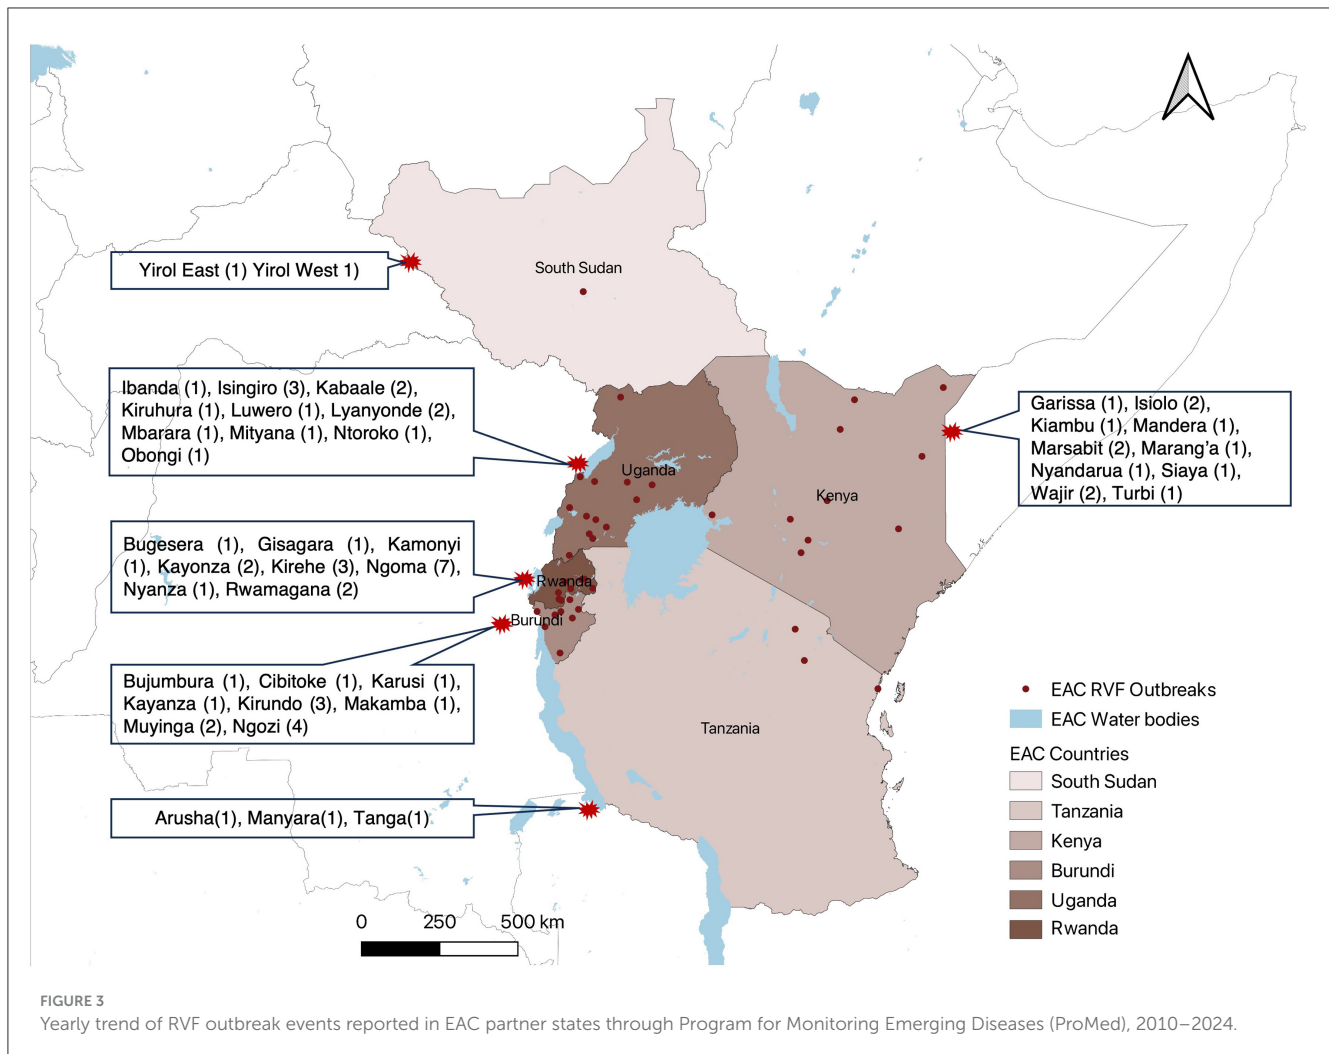 South Sudan
Yirol East (1) Yirol West 1)
Ibanda (1), Isingiro (3), Kabaale (2),
Kiruhura (1), Luwero (1), Lyanyonde (2),
Mbarara (1), Mityana (1), Ntoroko (1),
Obongi (1)
Uganda
Kenya
Garissa (1), Isiolo (2),
Kiambu (1), Mandera (1),
Marsabit (2), Marang'a (1),
Nyandarua (1), Siaya (1),
Wajir (2), Turbi (1)
Bugesera (1), Gisagara (1), Kamonyi
(1), Kayonza (2), Kirehe (3), Ngoma (7),
Nyanza (1), Rwamagana (2)
Rwanda
Burundi
Bujumbura (1), Cibitoke (1), Karusi (1),
Kayanza (1), Kirundo (3), Makamba (1),
Muyinga (2), Ngozi (4)
Tanzania
Arusha(1), Manyara(1), Tanga(1)
EAC RVF Outbreaks
EAC Water bodies
EAC Countries
South Sudan
Tanzania
Kenya
Burundi
Uganda
Rwanda
0 250 500 km
FIGURE 3
Yearly trend of RVF outbreak events reported in EAC partner states through Program for Monitoring Emerging Diseases (ProMed), 2010–2024.